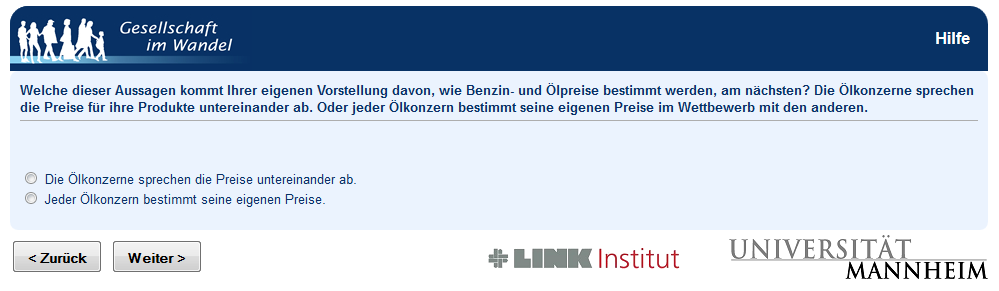 Gesellschaft
im Wandel
Hilfe
Welche dieser Aussagen kommt Ihrer eigenen Vorstellung davon, wie Benzin- und Ölpreise bestimmt werden, am nächsten? Die Ölkonzerne sprechen
die Preise für ihre Produkte untereinander ab. Oder jeder Ölkonzern bestimmt seine eigenen Preise im Wettbewerb mit den anderen.
Die Ölkonzerne sprechen die Preise untereinander ab.
Jeder Ölkonzern bestimmt seine eigenen Preise.
< Zurück Weiter >
LINK Institut
UNIVERSITÄT
MANNHEIM